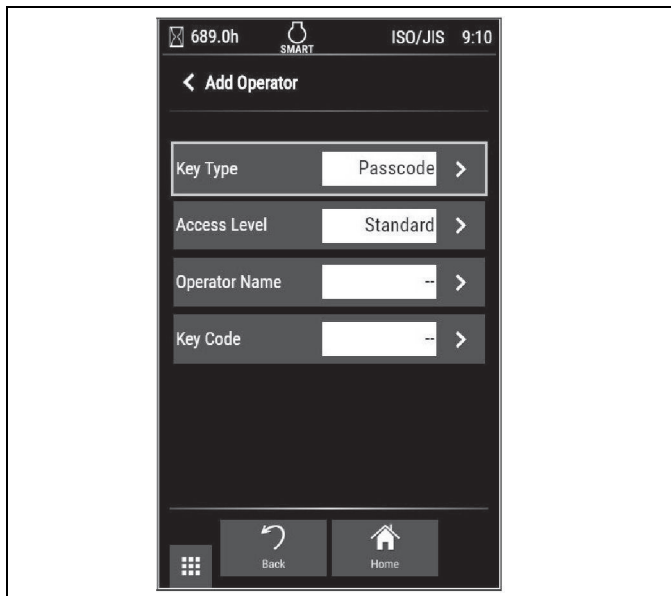 689.0h SMART ISO/JIS 9:10
Add Operator
Key Type Passcode
Access Level Standard
Operator Name --
Key Code --
Back Home